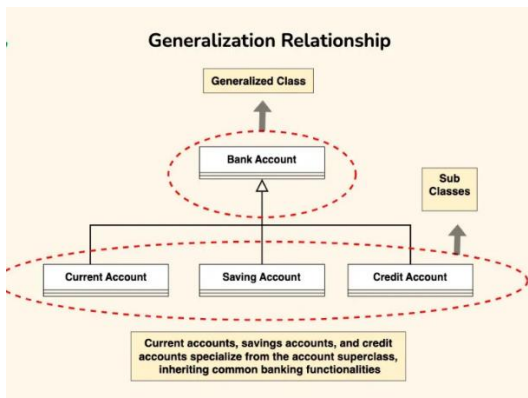 Generalization Relationship
Generalized Class
Bank Account
Sub
Classes
Current Account
Saving Account
Credit Account
Current accounts, savings accounts, and credit
accounts specialize from the account superclass,
inheriting common banking functionalities